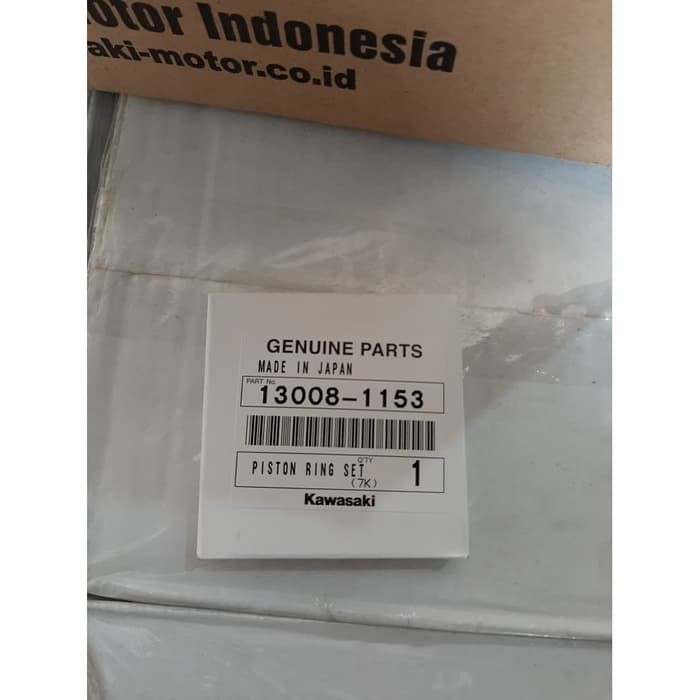 otor Indonesia
aki-motor.co.id
GENUINE PARTS
MADE IN JAPAN
PART No.
13008-1153
PISTON RING SET Q'TY 1
(7K)
Kawasaki